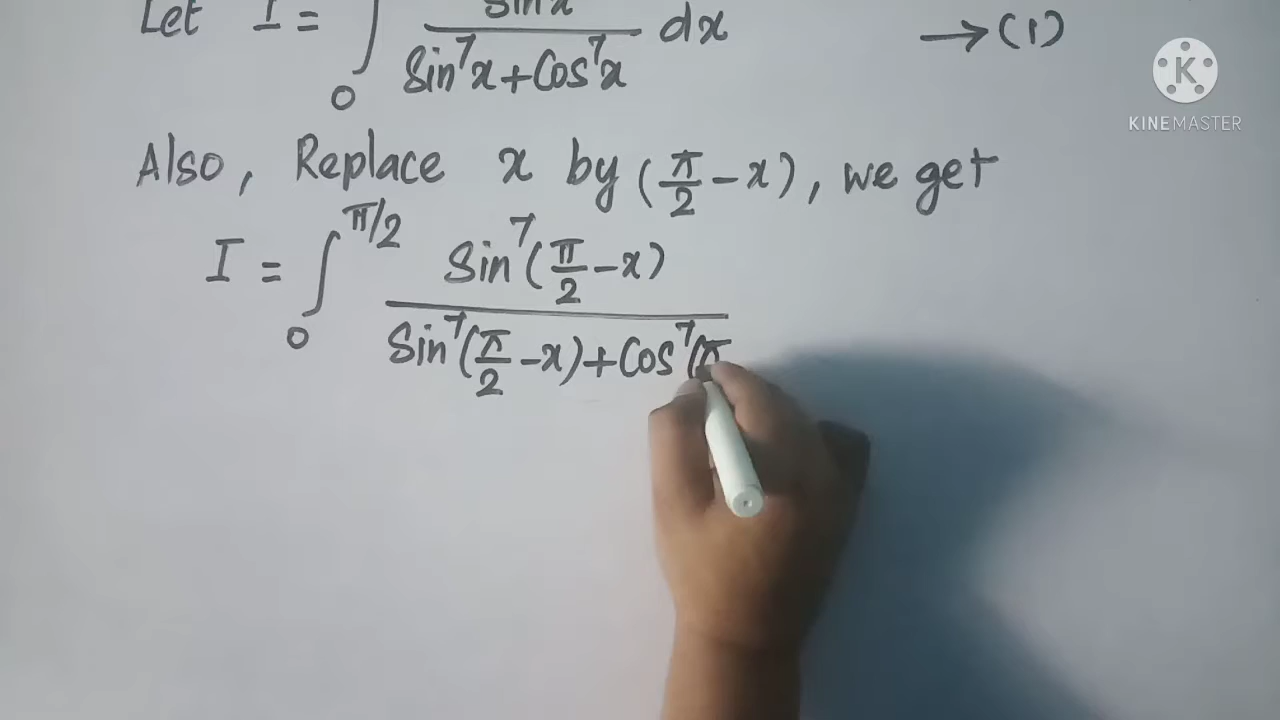 Let I = ∫₀ sin x / Sin⁷x + Cos⁷x dx → (1)
K
KINEMASTER
Also, Replace x by (π/2 − x), we get
I = ∫₀^π/2 Sin⁷(π/2 − x) / Sin⁷(π/2 − x) + Cos⁷(π